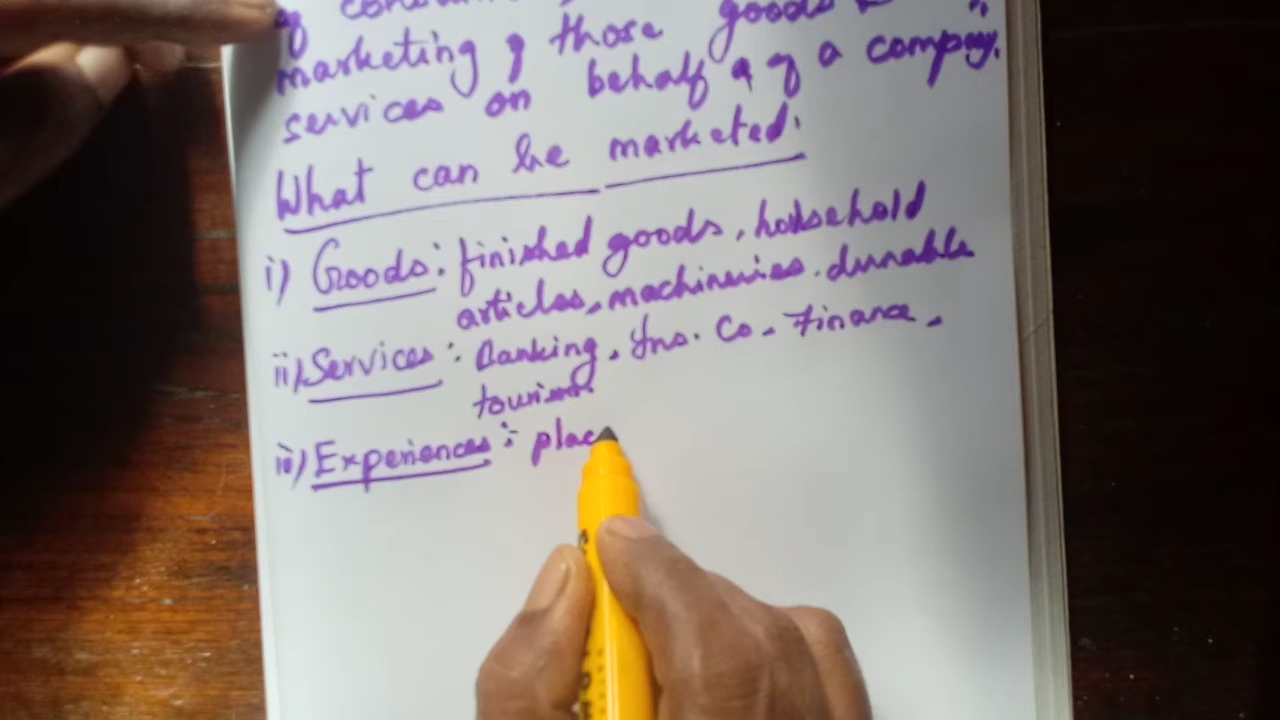 of
marketing of those goods
services on behalf of a company.
What can be marketed.
i) Goods: finished goods, household
articles, machineries. durable
ii) Services: Banking, Ins. Co. Finance,
tourism.
iii) Experiences: plac